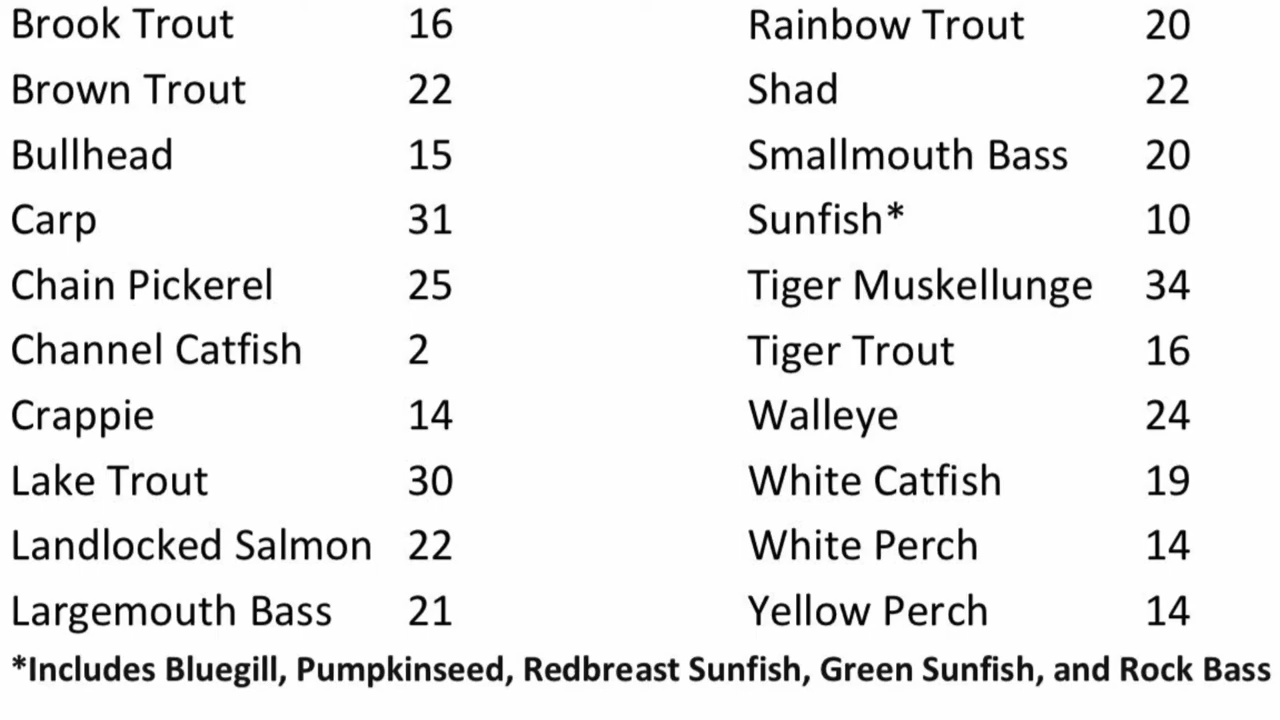 Brook Trout 16 Rainbow Trout 20
Brown Trout 22 Shad 22
Bullhead 15 Smallmouth Bass 20
Carp 31 Sunfish* 10
Chain Pickerel 25 Tiger Muskellunge 34
Channel Catfish 2 Tiger Trout 16
Crappie 14 Walleye 24
Lake Trout 30 White Catfish 19
Landlocked Salmon 22 White Perch 14
Largemouth Bass 21 Yellow Perch 14
*Includes Bluegill, Pumpkinseed, Redbreast Sunfish, Green Sunfish, and Rock Bass